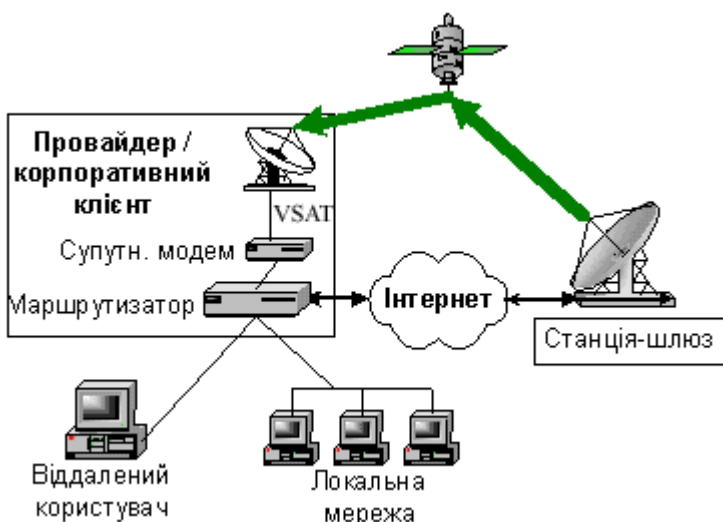 Провайдер /
корпоративний
клієнт
VSAT
Супутн. модем
Маршрутизатор
Інтернет
Станція-шлюз
Віддалений
користувач
Локальна
мережа